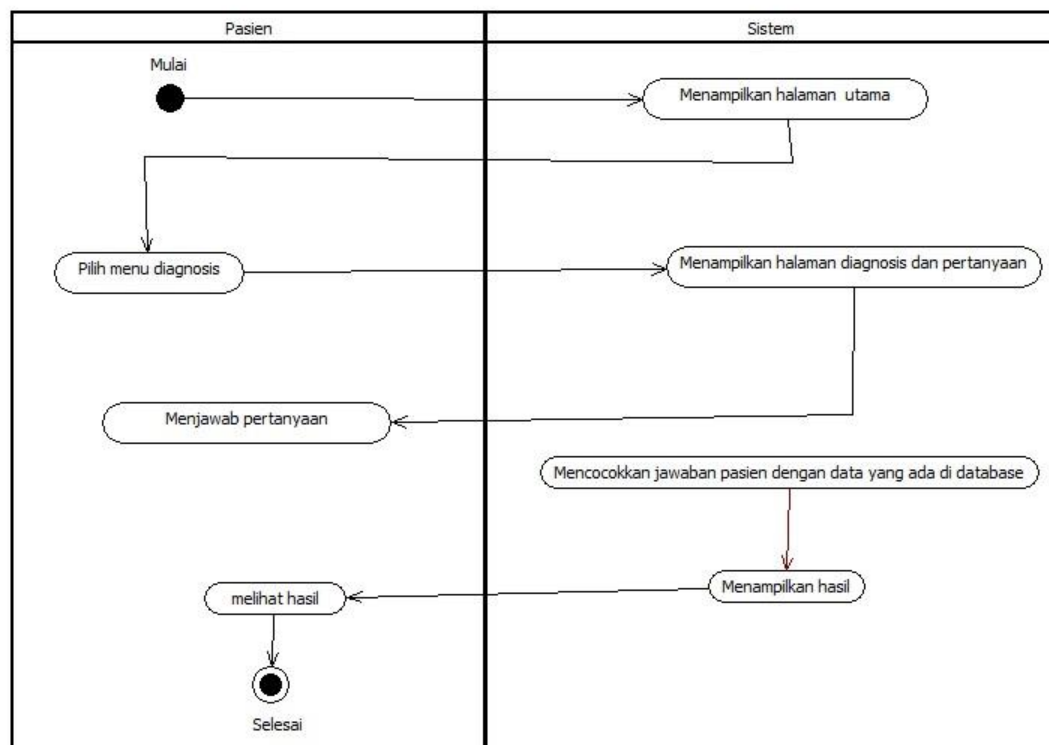 Pasien
Sistem
Mulai
Menampilkan halaman utama
Pilih menu diagnosis
Menampilkan halaman diagnosis dan pertanyaan
Menjawab pertanyaan
Mencocokkan jawaban pasien dengan data yang ada di database
Menampilkan hasil
melihat hasil
Selesai